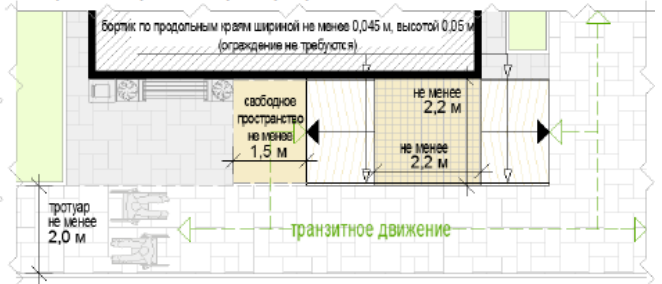 бортик по продольным краям шириной не менее 0,045 м, высотой 0,05 м
(ограждение не требуются)
свободное
пространство
не менее
1,5 м
не менее
2,2 м
не менее
2,2 м
тротуар
не менее
2,0 м
транзитное движение